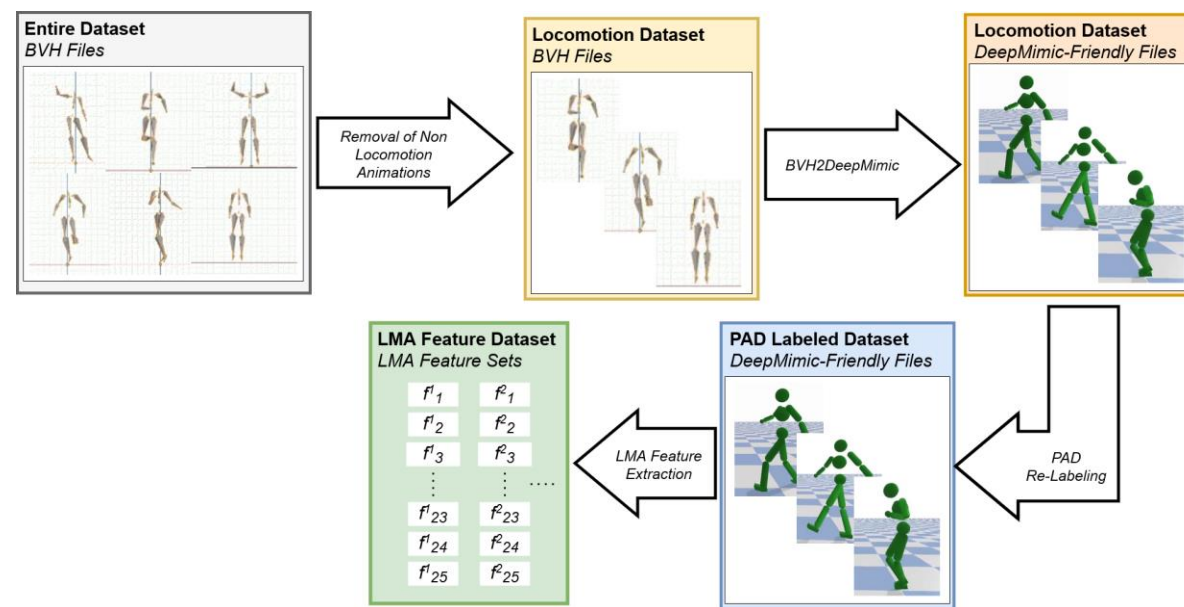 Entire Dataset
BVH Files
Removal of Non
Locomotion
Animations
Locomotion Dataset
BVH Files
BVH2DeepMimic
Locomotion Dataset
DeepMimic-Friendly Files
PAD
Re-Labeling
PAD Labeled Dataset
DeepMimic-Friendly Files
LMA Feature
Extraction
LMA Feature Dataset
LMA Feature Sets
f¹₁ f²₁
f¹₂ f²₂
f¹₃ f²₃
⋮ ⋮ ....
f¹₂₃ f²₂₃
f¹₂₄ f²₂₄
f¹₂₅ f²₂₅